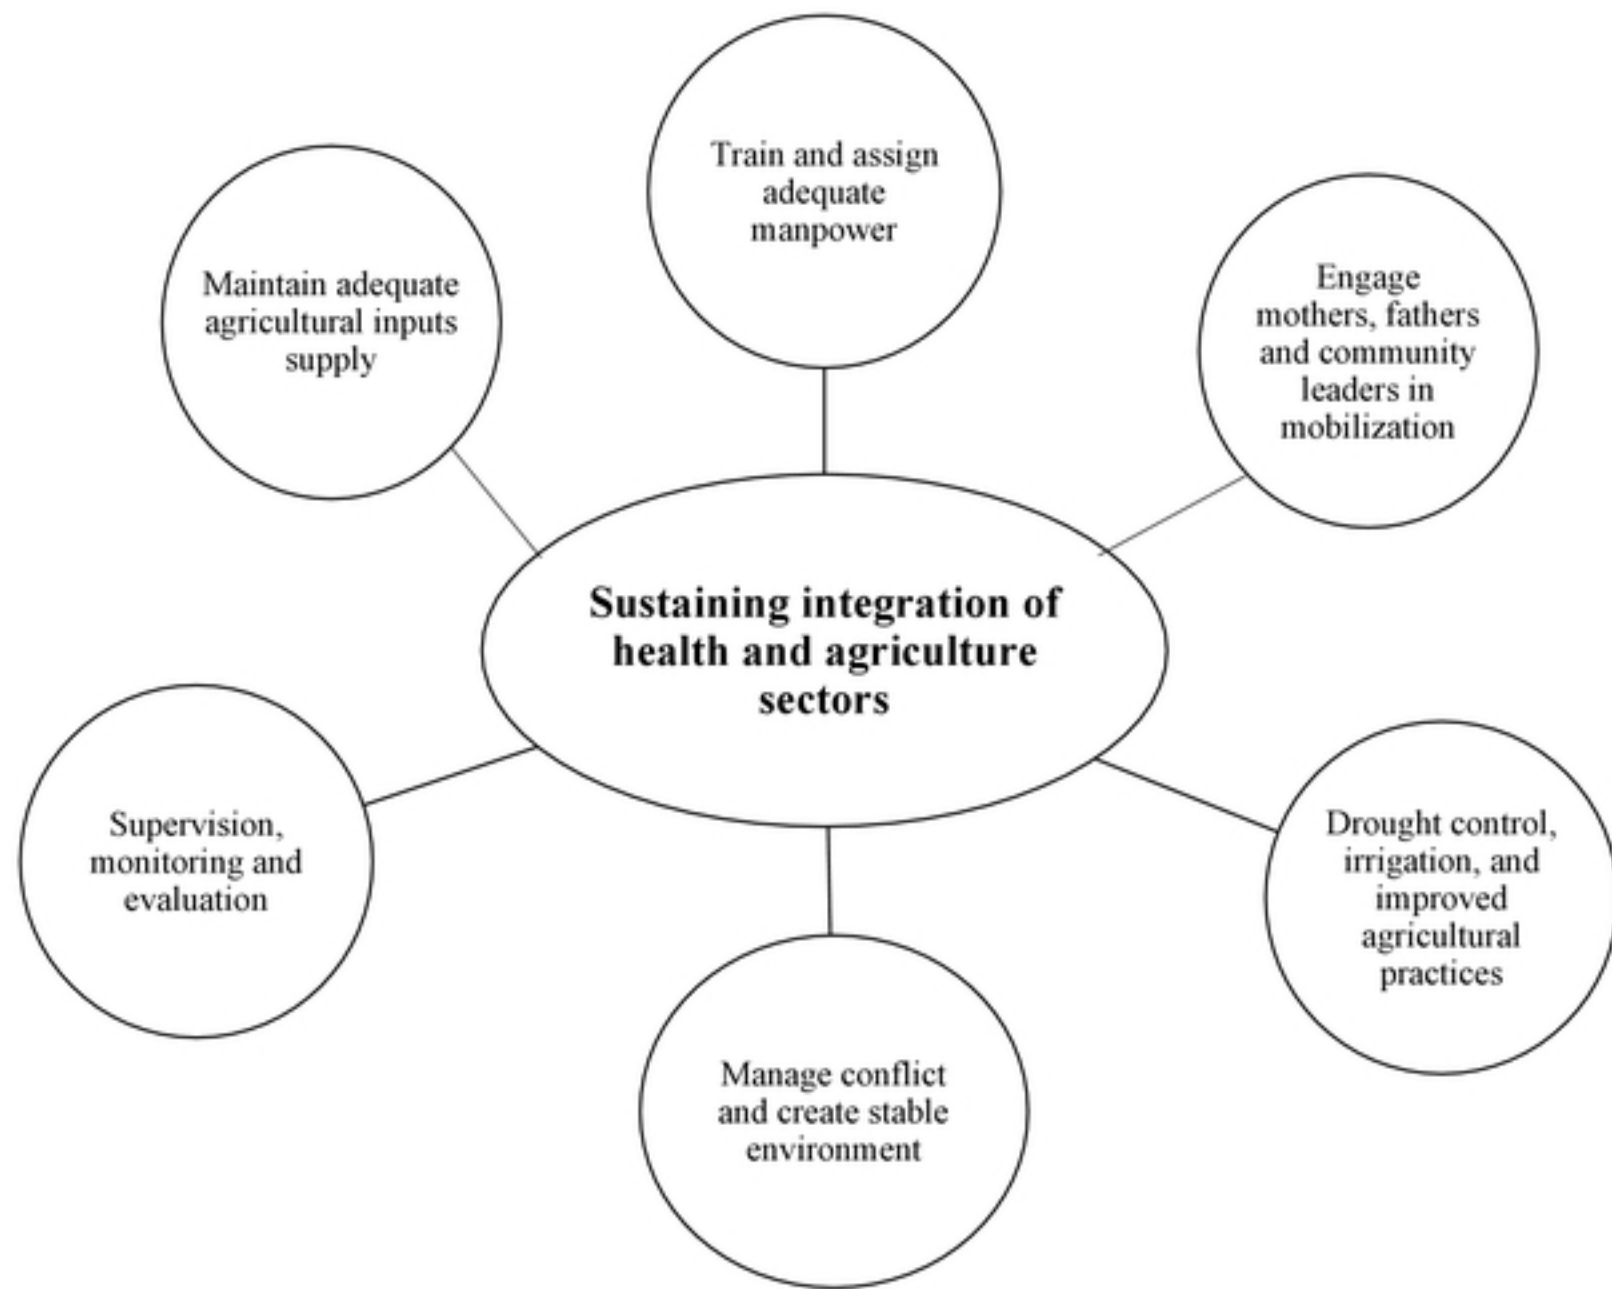 Train and assign
adequate
manpower
Maintain adequate
agricultural inputs
supply
Engage
mothers, fathers
and community
leaders in
mobilization
Sustaining integration of
health and agriculture
sectors
Supervision,
monitoring and
evaluation
Drought control,
irrigation, and
improved
agricultural
practices
Manage conflict
and create stable
environment